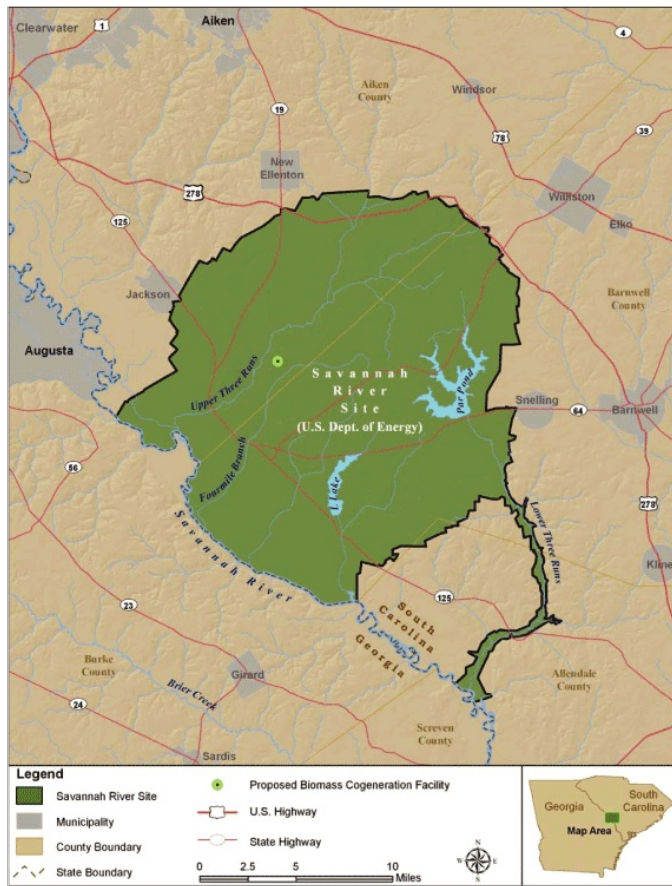 Clearwater
1
Aiken
4
Aiken
County
Windsor
19
78
39
New
Ellenton
278
Williston
125
Elko
Jackson
Barnwell
County
Augusta
Upper Three Runs
Savannah
River
Site
(U.S. Dept. of Energy)
Par Pond
Snelling
64
Barnwell
56
Fourmile Branch
L Lake
Lower Three Runs
278
Savannah River
Kline
23
125
South
Carolina
Georgia
Burke
County
Girard
Allendale
County
Brier Creek
24
Screven
County
Sardis
Legend
Savannah River Site
Municipality
County Boundary
State Boundary
Proposed Biomass Cogeneration Facility
U.S. Highway
State Highway
0 2.5 5 10
Miles
N
W E
S
Georgia
South
Carolina
Map Area